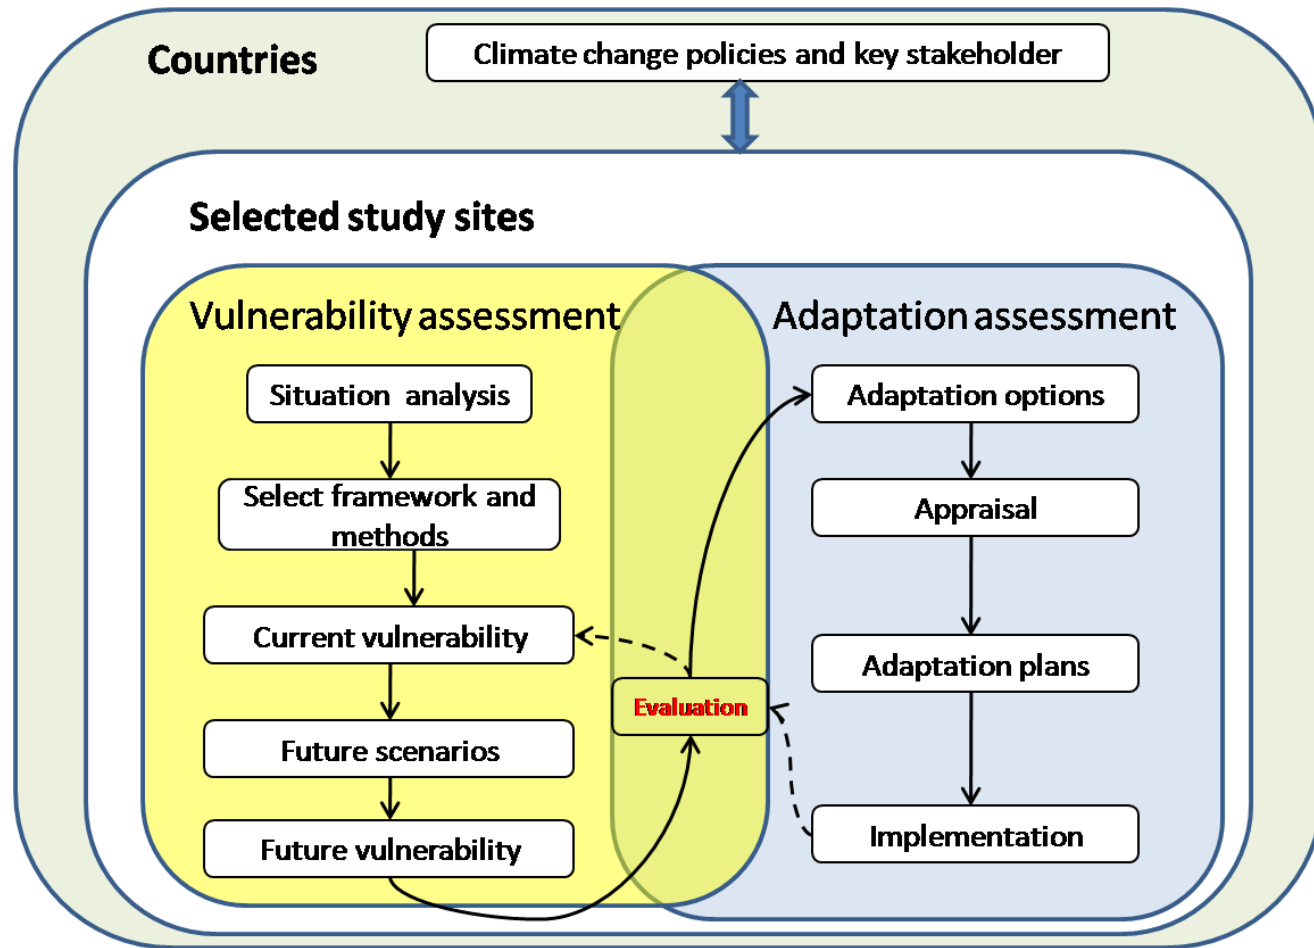 Countries
Climate change policies and key stakeholder
Selected study sites
Vulnerability assessment
Situation analysis
Select framework and
methods
Current vulnerability
Future scenarios
Future vulnerability
Evaluation
Adaptation assessment
Adaptation options
Appraisal
Adaptation plans
Implementation